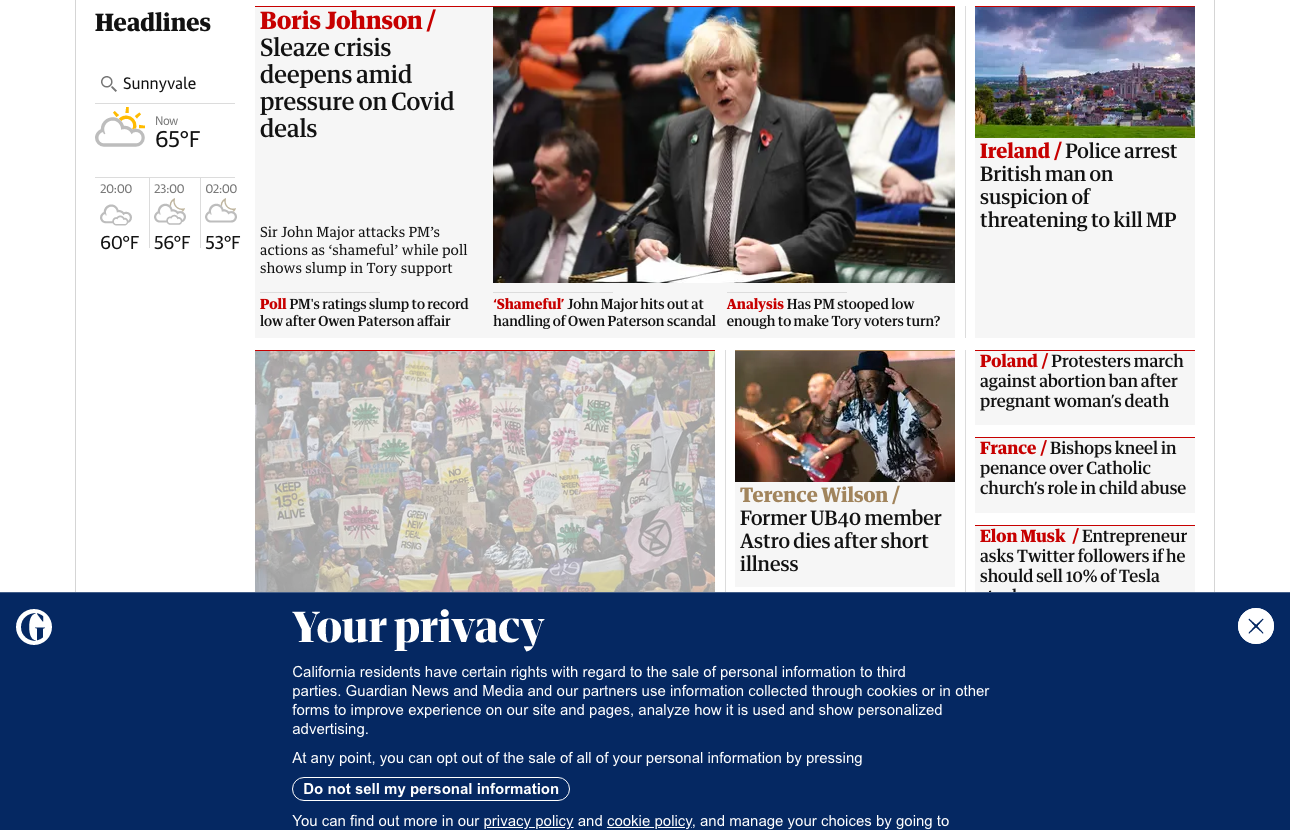 Headlines
Sunnyvale
Now
65°F
20:00
23:00
02:00
60°F
56°F
53°F
Boris Johnson /
Sleaze crisis
deepens amid
pressure on Covid
deals
Sir John Major attacks PM's
actions as ‘shameful’ while poll
shows slump in Tory support
Poll PM's ratings slump to record
low after Owen Paterson affair
‘Shameful’ John Major hits out at
handling of Owen Paterson scandal
Analysis Has PM stooped low
enough to make Tory voters turn?
Ireland / Police arrest
British man on
suspicion of
threatening to kill MP
KEEP
1.5°C
ALIVE
GREEN
NEW
DEAL
RISING
KEEP
ALIVE
Terence Wilson /
Former UB40 member
Astro dies after short
illness
Poland / Protesters march
against abortion ban after
pregnant woman’s death
France / Bishops kneel in
penance over Catholic
church’s role in child abuse
Elon Musk / Entrepreneur
asks Twitter followers if he
should sell 10% of Tesla
Your privacy
California residents have certain rights with regard to the sale of personal information to third
parties. Guardian News and Media and our partners use information collected through cookies or in other
forms to improve experience on our site and pages, analyze how it is used and show personalized
advertising.
At any point, you can opt out of the sale of all of your personal information by pressing
Do not sell my personal information
You can find out more in our privacy policy and cookie policy, and manage your choices by going to